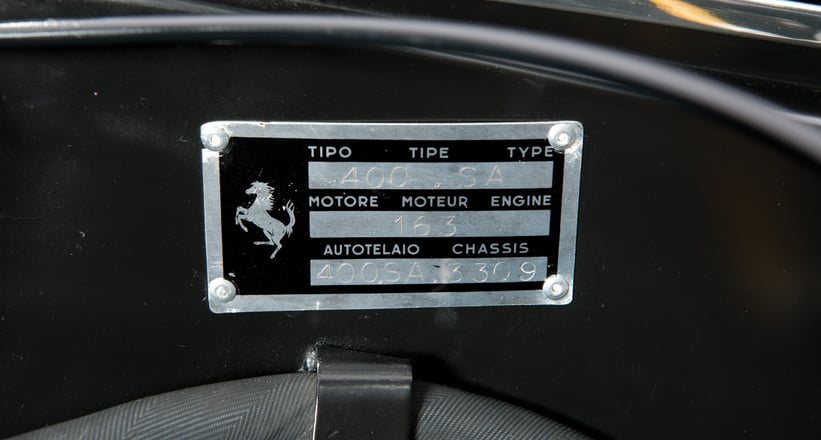 TIPO TIPE TYPE
400 . SA
MOTORE MOTEUR ENGINE
163
AUTOTELAIO CHASSIS
400SA.3309